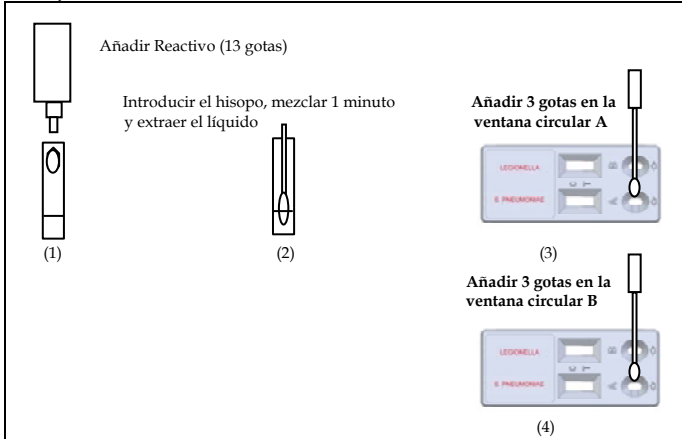 Añadir Reactivo (13 gotas)
Introducir el hisopo, mezclar 1 minuto
y extraer el líquido
(1)
(2)
Añadir 3 gotas en la
ventana circular A
LEGIONELLA
B
C T
S. PNEUMONIAE
A
(3)
Añadir 3 gotas en la
ventana circular B
LEGIONELLA
B
C T
S. PNEUMONIAE
A
(4)